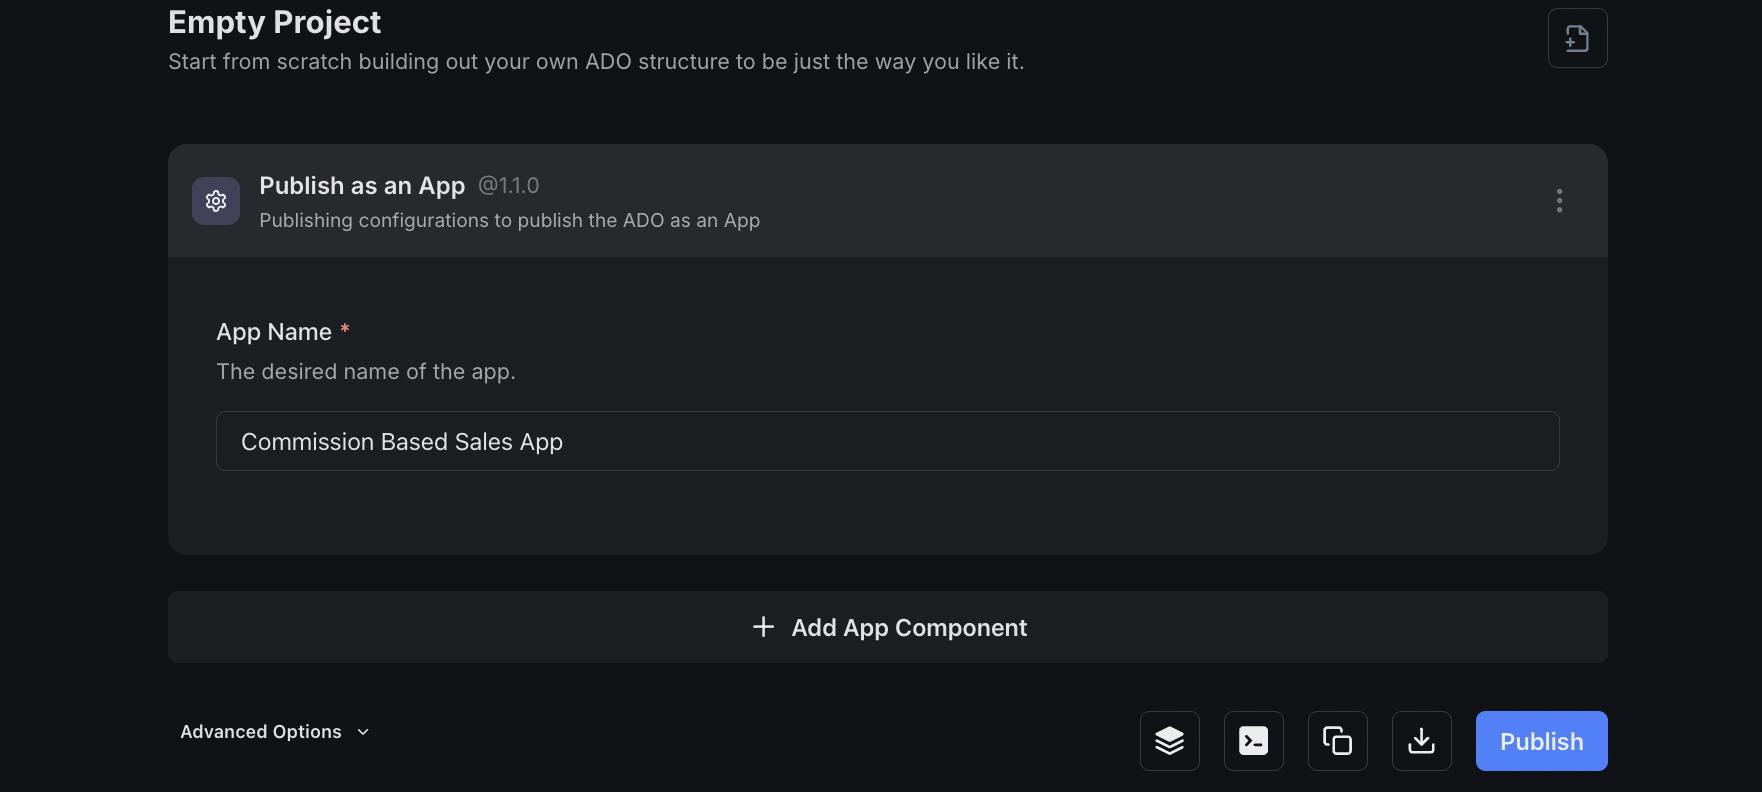 Empty Project
Start from scratch building out your own ADO structure to be just the way you like it.
Publish as an App @1.1.0
Publishing configurations to publish the ADO as an App
App Name *
The desired name of the app.
Commission Based Sales App
Add App Component
Advanced Options
Publish